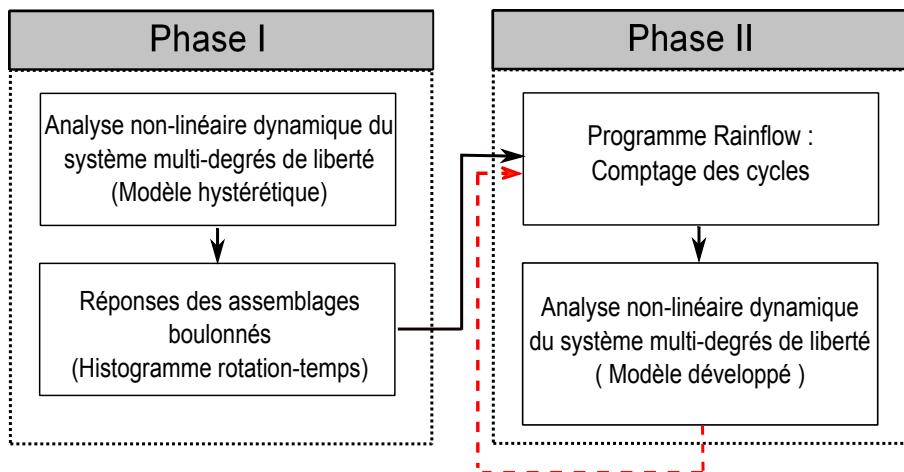 Phase I
Analyse non-linéaire dynamique du
système multi-degrés de liberté
(Modèle hystérétique)
Réponses des assemblages
boulonnés
(Histogramme rotation-temps)
Phase II
Programme Rainflow :
Comptage des cycles
Analyse non-linéaire dynamique
du système multi-degrés de liberté
( Modèle développé )